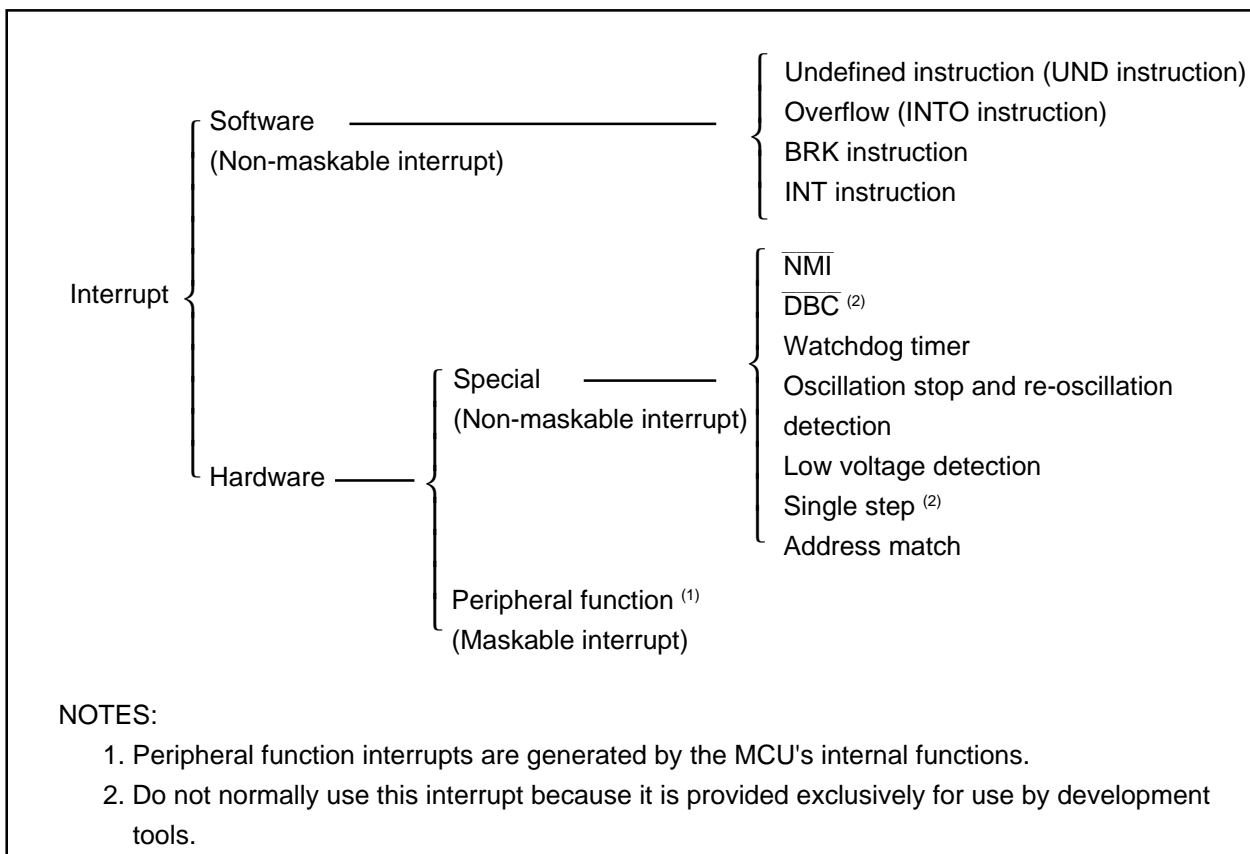 Undefined instruction (UND instruction)
Overflow (INTO instruction)
BRK instruction
INT instruction
Software
(Non-maskable interrupt)
Interrupt
N̅M̅I̅
D̅B̅C̅ (2)
Watchdog timer
Oscillation stop and re-oscillation
detection
Low voltage detection
Single step (2)
Address match
Special
(Non-maskable interrupt)
Hardware
Peripheral function (1)
(Maskable interrupt)
NOTES:
1. Peripheral function interrupts are generated by the MCU's internal functions.
2. Do not normally use this interrupt because it is provided exclusively for use by development
tools.